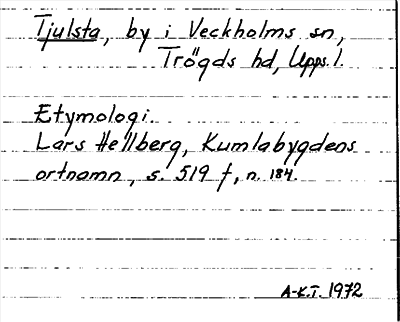 Tjulsta, by i Veckholms sn,
Trögds hd, Upps. l.
Etymologi.
Lars Hellberg, Kumlabygdens
ortnamn, s. 519 f, n. 184.
A-K.T. 1972